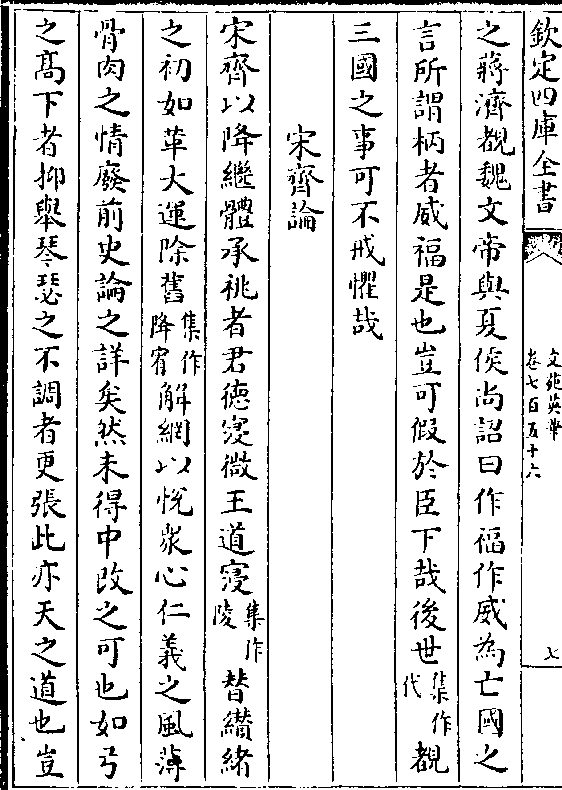 欽定四庫全書
文苑英華
卷七百五十六
七
之蔣濟覩魏文帝與夏侯尚詔曰作福作威為亡國之
言所謂柄者威福是也豈可假於臣下哉後世集作代覩
三國之事可不戒懼哉
宋齊論
宋齊以降繼體承祧者君德寖微王道寖集作陵替纘緒
之初如革大運除舊集作降宥解網以悅衆心仁義之風薄
骨肉之情廢前史論之詳矣然未得中改之可也如弓
之髙下者抑舉琴瑟之不調者更張此亦天之道也豈